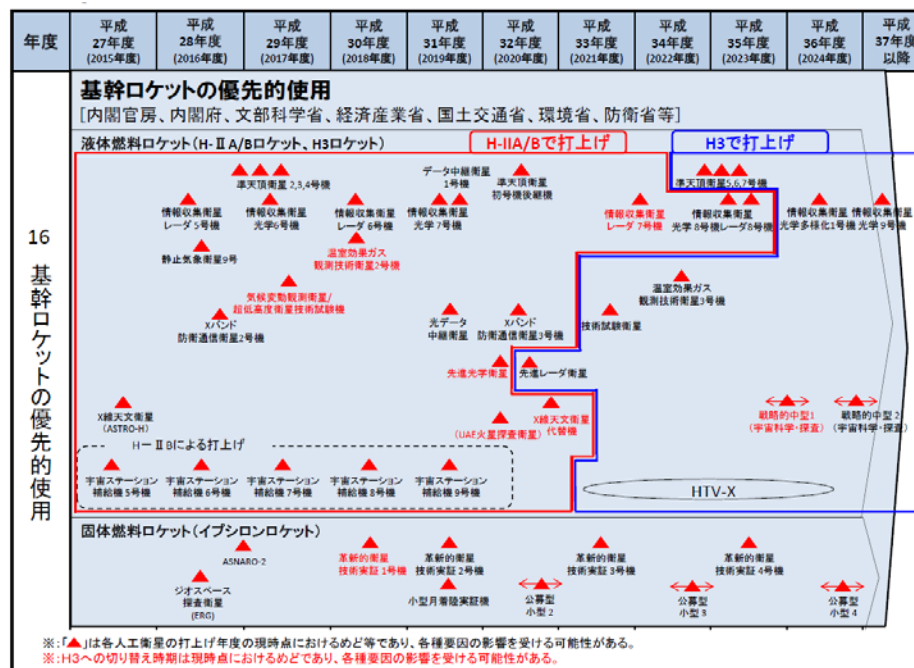 年度
平成
27年度
(2015年度)
平成
28年度
(2016年度)
平成
29年度
(2017年度)
平成
30年度
(2018年度)
平成
31年度
(2019年度)
平成
32年度
(2020年度)
平成
33年度
(2021年度)
平成
34年度
(2022年度)
平成
35年度
(2023年度)
平成
36年度
(2024年度)
平成
37年度
以降
16 基幹ロケットの優先的使用
基幹ロケットの優先的使用
[内閣官房、内閣府、文部科学省、経済産業省、国土交通省、環境省、防衛省等]
液体燃料ロケット(H-ⅡA/Bロケット、H3ロケット)
H-IIA/Bで打上げ
H3で打上げ
準天頂衛星 2,3,4号機
データ中継衛星
1号機
準天頂衛星
初号機後継機
準天頂衛星5,6,7号機
情報収集衛星
レーダ 5号機
情報収集衛星
光学6号機
情報収集衛星
レーダ 6号機
情報収集衛星
光学 7号機
情報収集衛星
レーダ 7号機
情報収集衛星
光学 8号機 レーダ8号機
情報収集衛星
光学多様化1号機
情報収集衛星
光学 9号機
静止気象衛星9号
温室効果ガス
観測技術衛星2号機
気候変動観測衛星/
超低高度衛星技術試験機
温室効果ガス
観測技術衛星3号機
Xバンド
防衛通信衛星2号機
光データ
中継衛星
Xバンド
防衛通信衛星3号機
技術試験衛星
先進光学衛星
先進レーダ衛星
X線天文衛星
(ASTRO-H)
X線天文衛星
代替機
(UAE火星探査衛星)
戦略的中型1
(宇宙科学・探査)
戦略的中型 2
(宇宙科学・探査)
H-ⅡBによる打上げ
宇宙ステーション
補給機 5号機
宇宙ステーション
補給機 6号機
宇宙ステーション
補給機 7号機
宇宙ステーション
補給機 8号機
宇宙ステーション
補給機 9号機
HTV-X
固体燃料ロケット(イプシロンロケット)
ASNARO-2
革新的衛星
技術実証 1号機
革新的衛星
技術実証 2号機
革新的衛星
技術実証 3号機
革新的衛星
技術実証 4号機
ジオスペース
探査衛星
(ERG)
小型月着陸実証機
公募型
小型 2
公募型
小型 3
公募型
小型 4
※:「▲」は各人工衛星の打上げ年度の現時点におけるめど等であり、各種要因の影響を受ける可能性がある。
※:H3への切り替え時期は現時点におけるめどであり、各種要因の影響を受ける可能性がある。